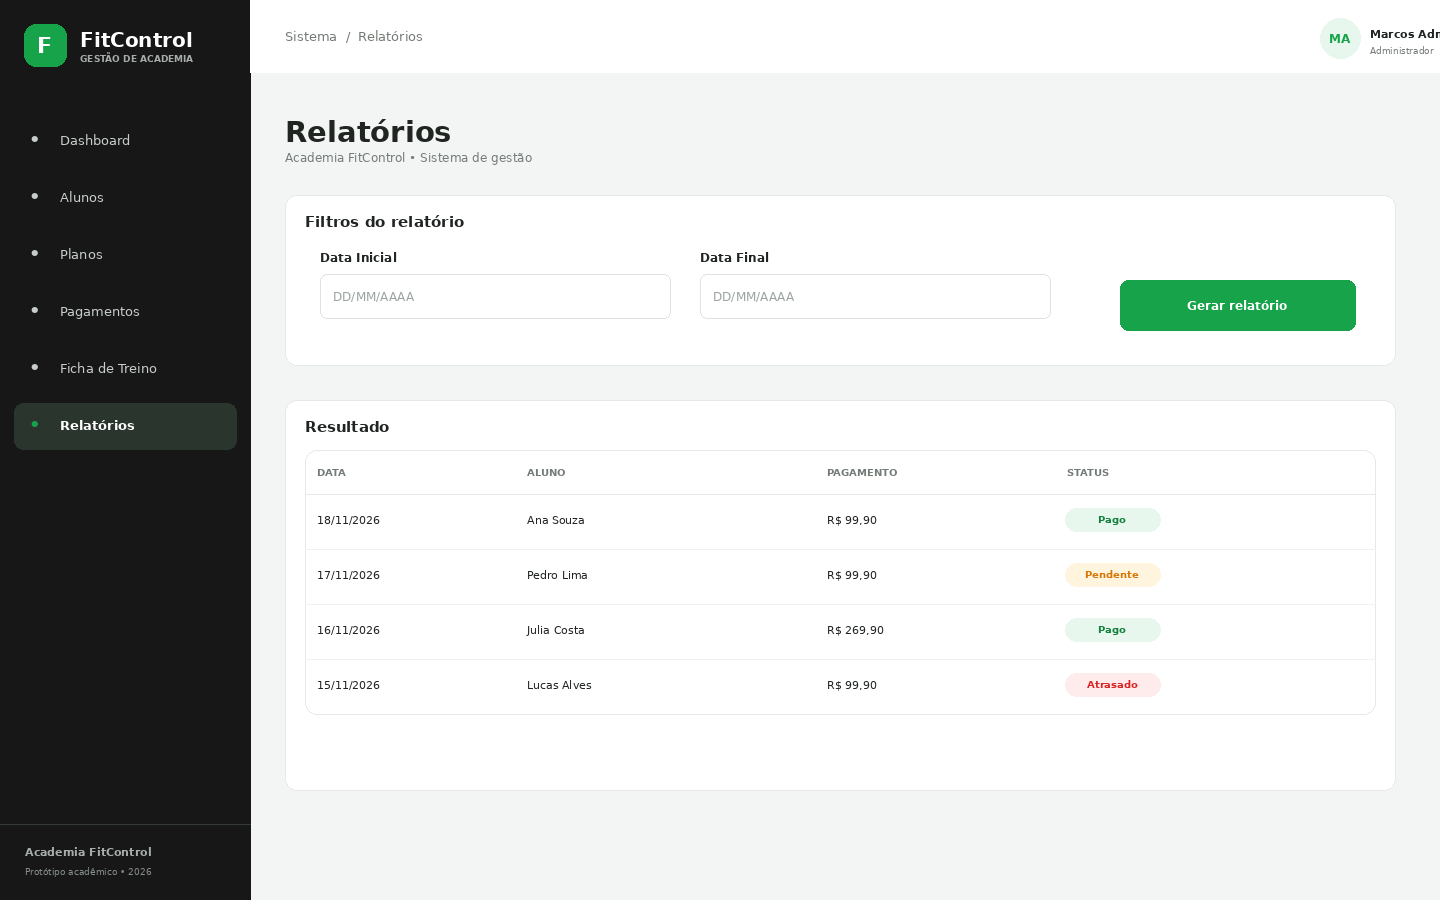 F
FitControl
GESTÃO DE ACADEMIA
Dashboard
Alunos
Planos
Pagamentos
Ficha de Treino
Relatórios
Academia FitControl
Protótipo acadêmico • 2026
Sistema / Relatórios
MA
Marcos Adm
Administrador
Relatórios
Academia FitControl • Sistema de gestão
Filtros do relatório
Data Inicial
Data Final
DD/MM/AAAA
DD/MM/AAAA
Gerar relatório
Resultado
DATA ALUNO PAGAMENTO STATUS
18/11/2026 Ana Souza R$ 99,90 Pago
17/11/2026 Pedro Lima R$ 99,90 Pendente
16/11/2026 Julia Costa R$ 269,90 Pago
15/11/2026 Lucas Alves R$ 99,90 Atrasado